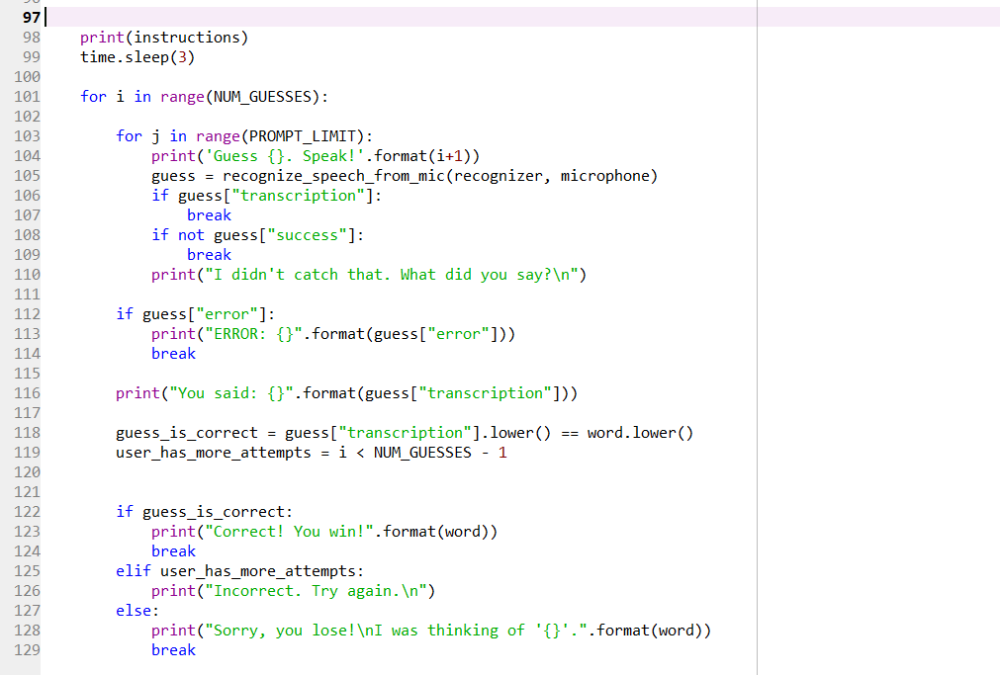 97
98 print(instructions)
99 time.sleep(3)
100
101 for i in range(NUM_GUESSES):
102
103 for j in range(PROMPT_LIMIT):
104 print('Guess {}. Speak!'.format(i+1))
105 guess = recognize_speech_from_mic(recognizer, microphone)
106 if guess["transcription"]:
107 break
108 if not guess["success"]:
109 break
110 print("I didn't catch that. What did you say?\n")
111
112 if guess["error"]:
113 print("ERROR: {}".format(guess["error"]))
114 break
115
116 print("You said: {}".format(guess["transcription"]))
117
118 guess_is_correct = guess["transcription"].lower() == word.lower()
119 user_has_more_attempts = i < NUM_GUESSES - 1
120
121
122 if guess_is_correct:
123 print("Correct! You win!".format(word))
124 break
125 elif user_has_more_attempts:
126 print("Incorrect. Try again.\n")
127 else:
128 print("Sorry, you lose!\nI was thinking of '{}'.".format(word))
129 break